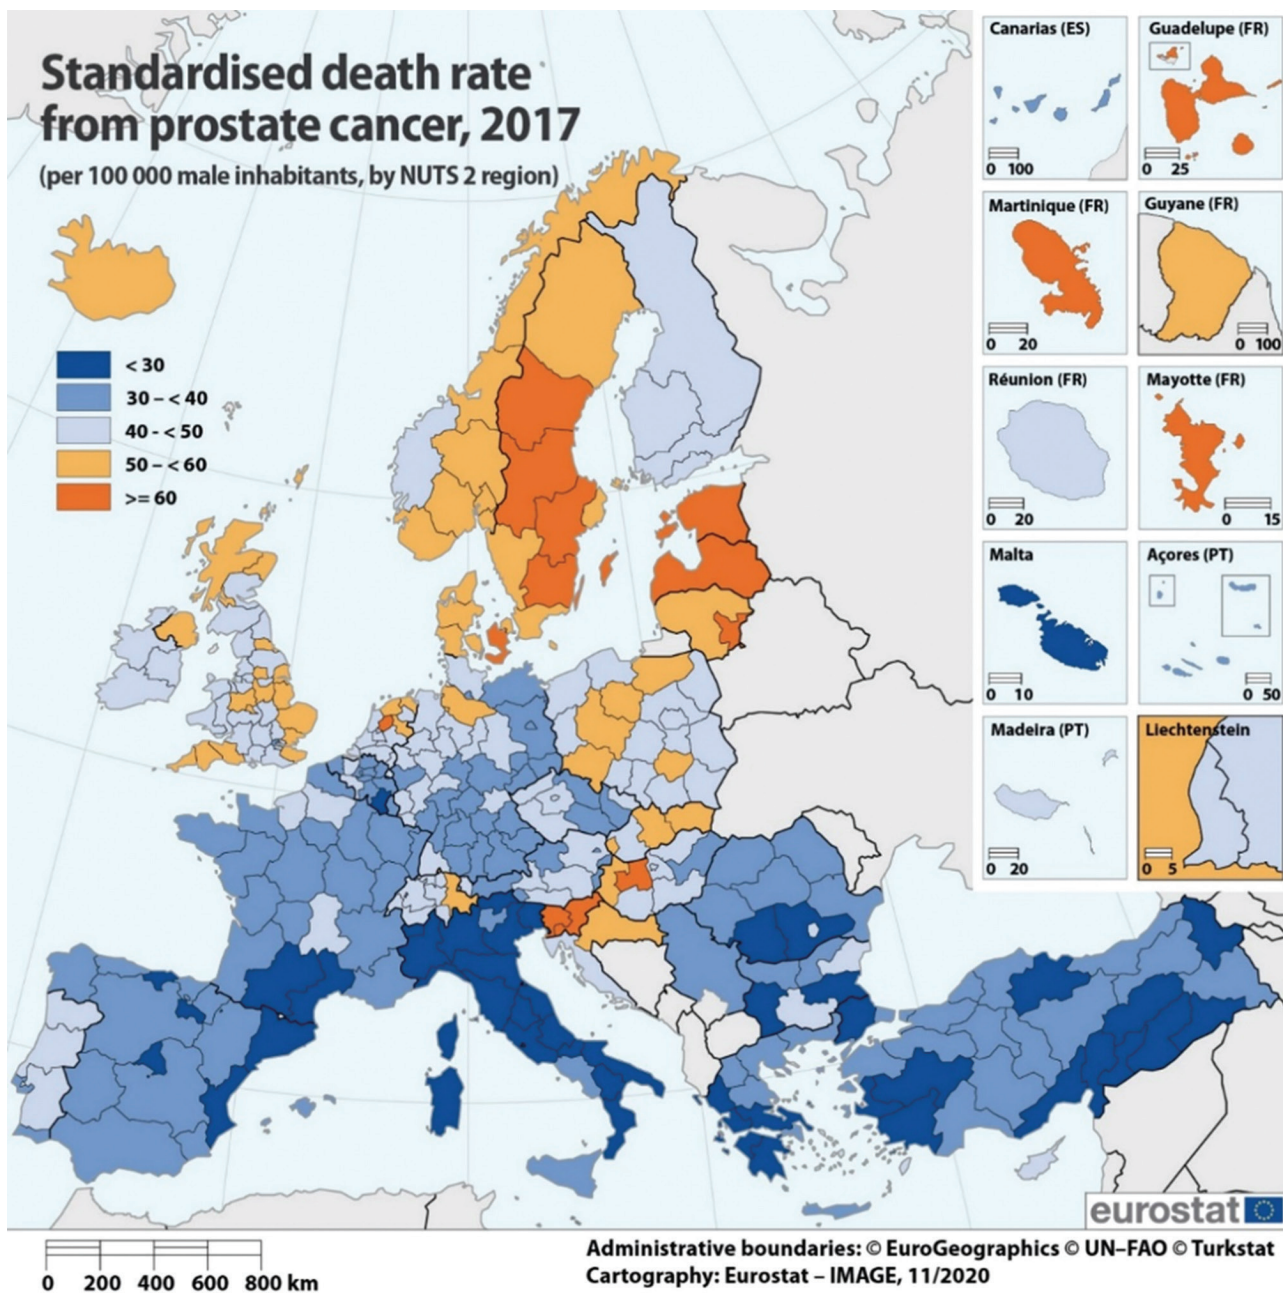 Standardised death rate
from prostate cancer, 2017
(per 100 000 male inhabitants, by NUTS 2 region)
< 30
30 – < 40
40 - < 50
50 – < 60
>= 60
Canarias (ES)
0 100
Guadelupe (FR)
0 25
Martinique (FR)
0 20
Guyane (FR)
0 100
Réunion (FR)
0 20
Mayotte (FR)
0 15
Malta
0 10
Açores (PT)
0 50
Madeira (PT)
0 20
Liechtenstein
0 5
eurostat
0 200 400 600 800 km
Administrative boundaries: © EuroGeographics © UN–FAO © Turkstat
Cartography: Eurostat – IMAGE, 11/2020